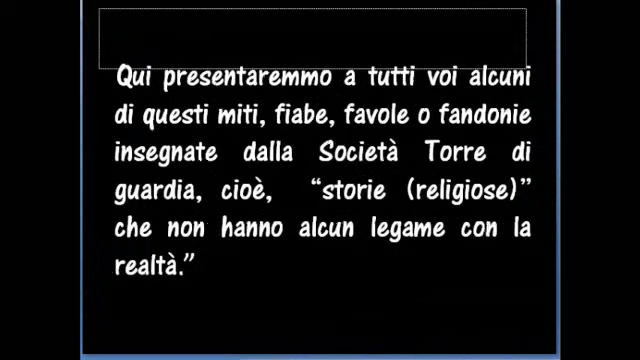 Qui presentaremmo a tutti voi alcuni
di questi miti, fiabe, favole o fandonie
insegnate dalla Società Torre di
guardia, cioè, “storie (religiose)”
che non hanno alcun legame con la
realtà.”